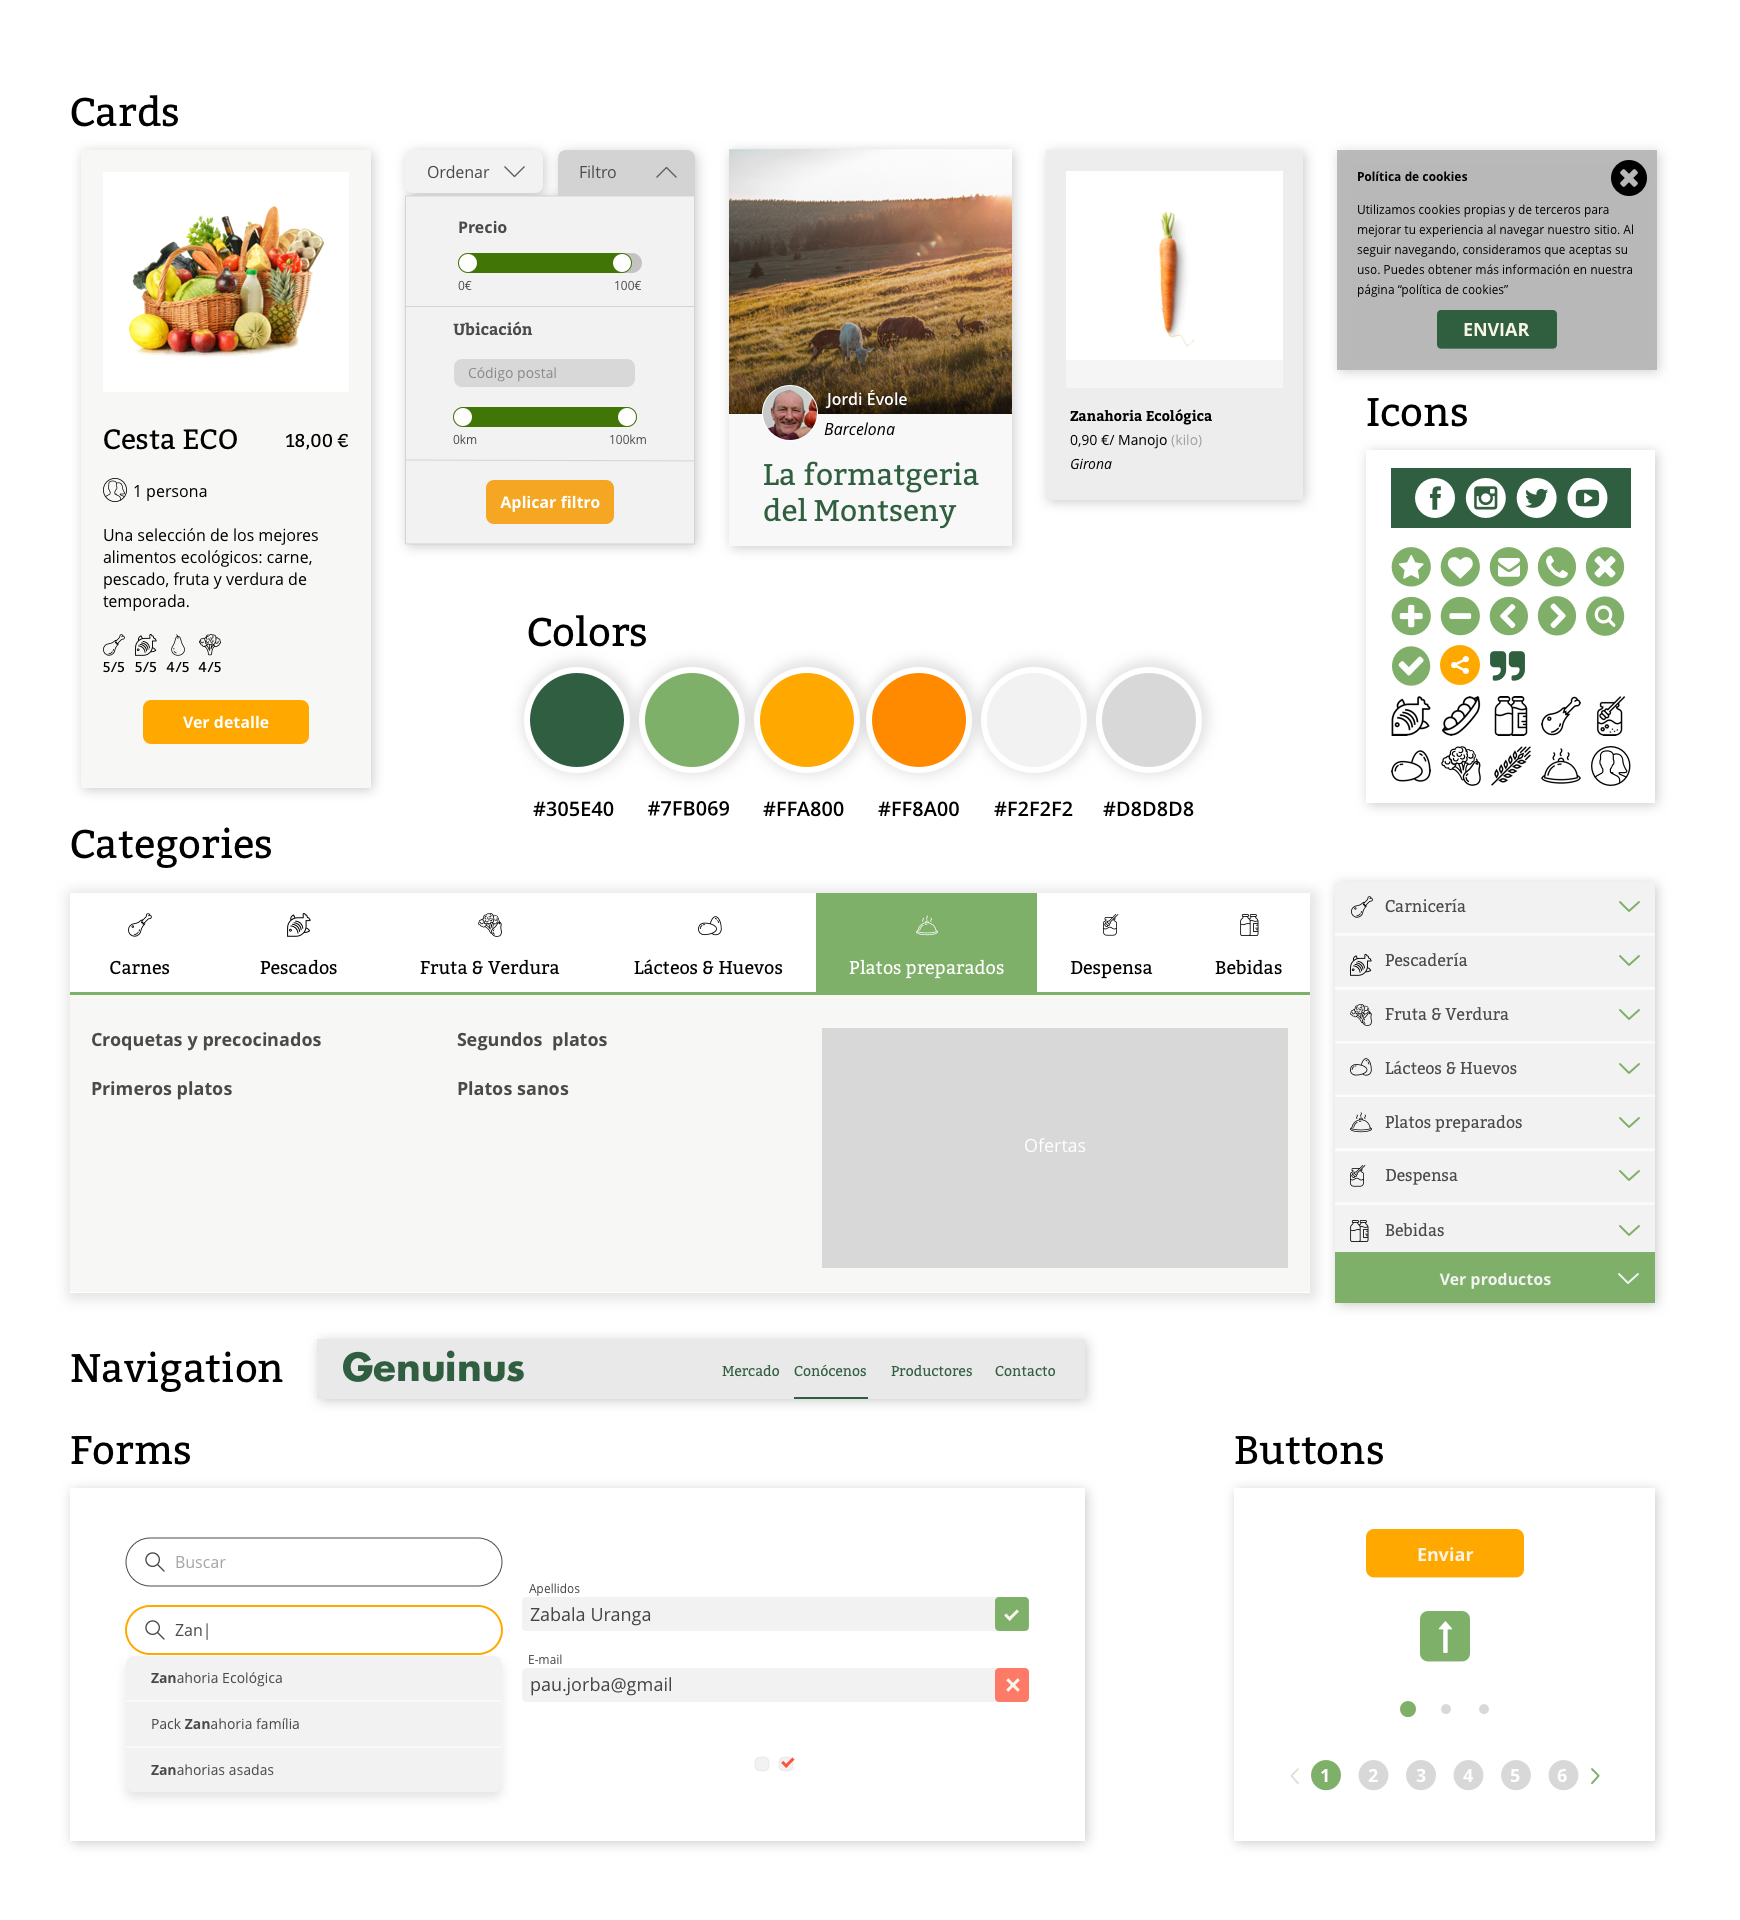 Cards
Cesta ECO
18,00 €
1 persona
Una selección de los mejores
alimentos ecológicos: carne,
pescado, fruta y verdura de
temporada.
5/5 5/5 4/5 4/5
Ver detalle
Ordenar
Filtro
Precio
0€ 100€
Ubicación
Código postal
0km 100km
Aplicar filtro
Jordi Évole
Barcelona
La formatgeria
del Montseny
Zanahoria Ecológica
0,90 €/ Manojo (kilo)
Girona
Política de cookies
Utilizamos cookies propias y de terceros para
mejorar tu experiencia al navegar nuestro sitio. Al
seguir navegando, consideramos que aceptas su
uso. Puedes obtener más información en nuestra
página “política de cookies”
ENVIAR
Icons
Colors
#305E40 #7FB069 #FFA800 #FF8A00 #F2F2F2 #D8D8D8
Categories
Carnes Pescados Fruta & Verdura Lácteos & Huevos Platos preparados Despensa Bebidas
Croquetas y precocinados
Segundos platos
Primeros platos
Platos sanos
Ofertas
Carnicería
Pescadería
Fruta & Verdura
Lácteos & Huevos
Platos preparados
Despensa
Bebidas
Ver productos
Navigation
Genuinus
Mercado Conócenos Productores Contacto
Forms
Buscar
Zan|
Zanahoria Ecológica
Pack Zanahoria família
Zanahorias asadas
Apellidos
Zabala Uranga
E-mail
pau.jorba@gmail
Buttons
Enviar
1 2 3 4 5 6